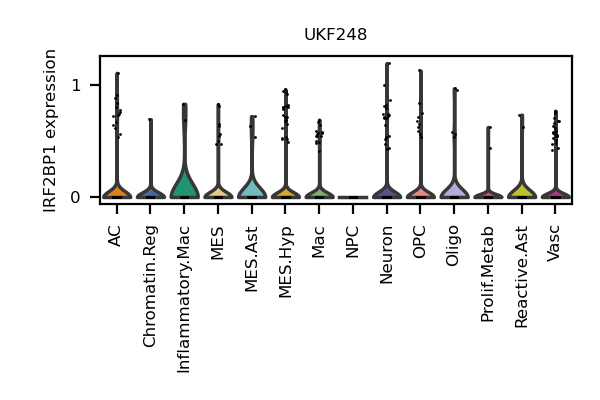 UKF248
IRF2BP1 expression
1
0
AC
Chromatin.Reg
Inflammatory.Mac
MES
MES.Ast
MES.Hyp
Mac
NPC
Neuron
OPC
Oligo
Prolif.Metab
Reactive.Ast
Vasc